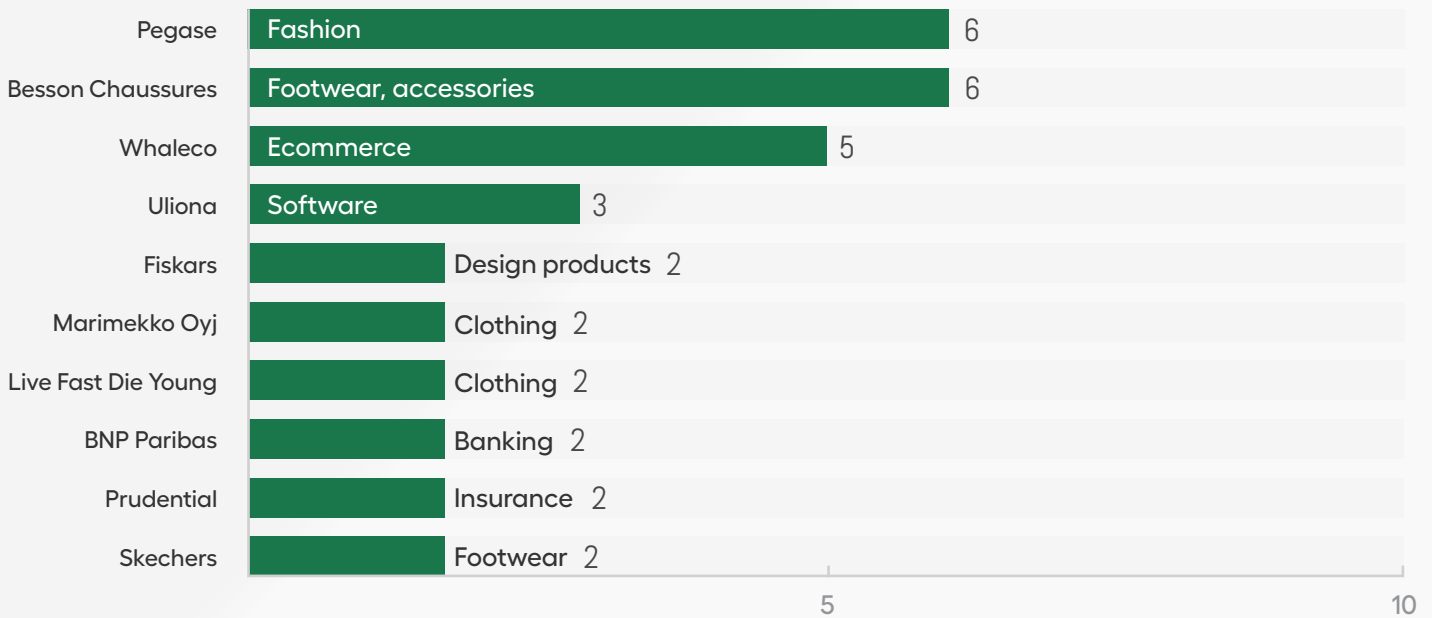 Pegase Fashion 6
Besson Chaussures Footwear, accessories 6
Whaleco Ecommerce 5
Uliona Software 3
Fiskars Design products 2
Marimekko Oyj Clothing 2
Live Fast Die Young Clothing 2
BNP Paribas Banking 2
Prudential Insurance 2
Skechers Footwear 2
5 10